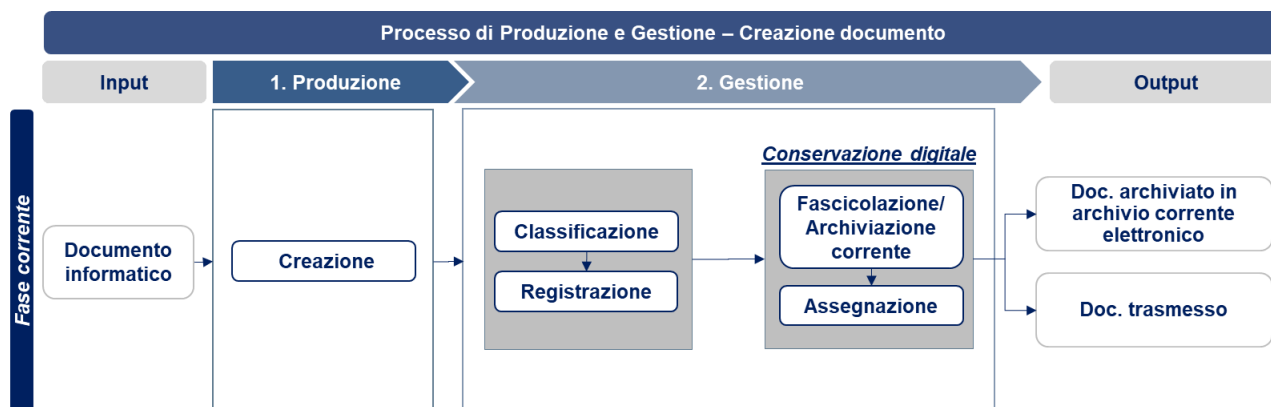 Processo di Produzione e Gestione – Creazione documento
Input
1. Produzione
2. Gestione
Output
Fase corrente
Documento
informatico
Creazione
Classificazione
Registrazione
Conservazione digitale
Fascicolazione/
Archiviazione
corrente
Assegnazione
Doc. archiviato in
archivio corrente
elettronico
Doc. trasmesso